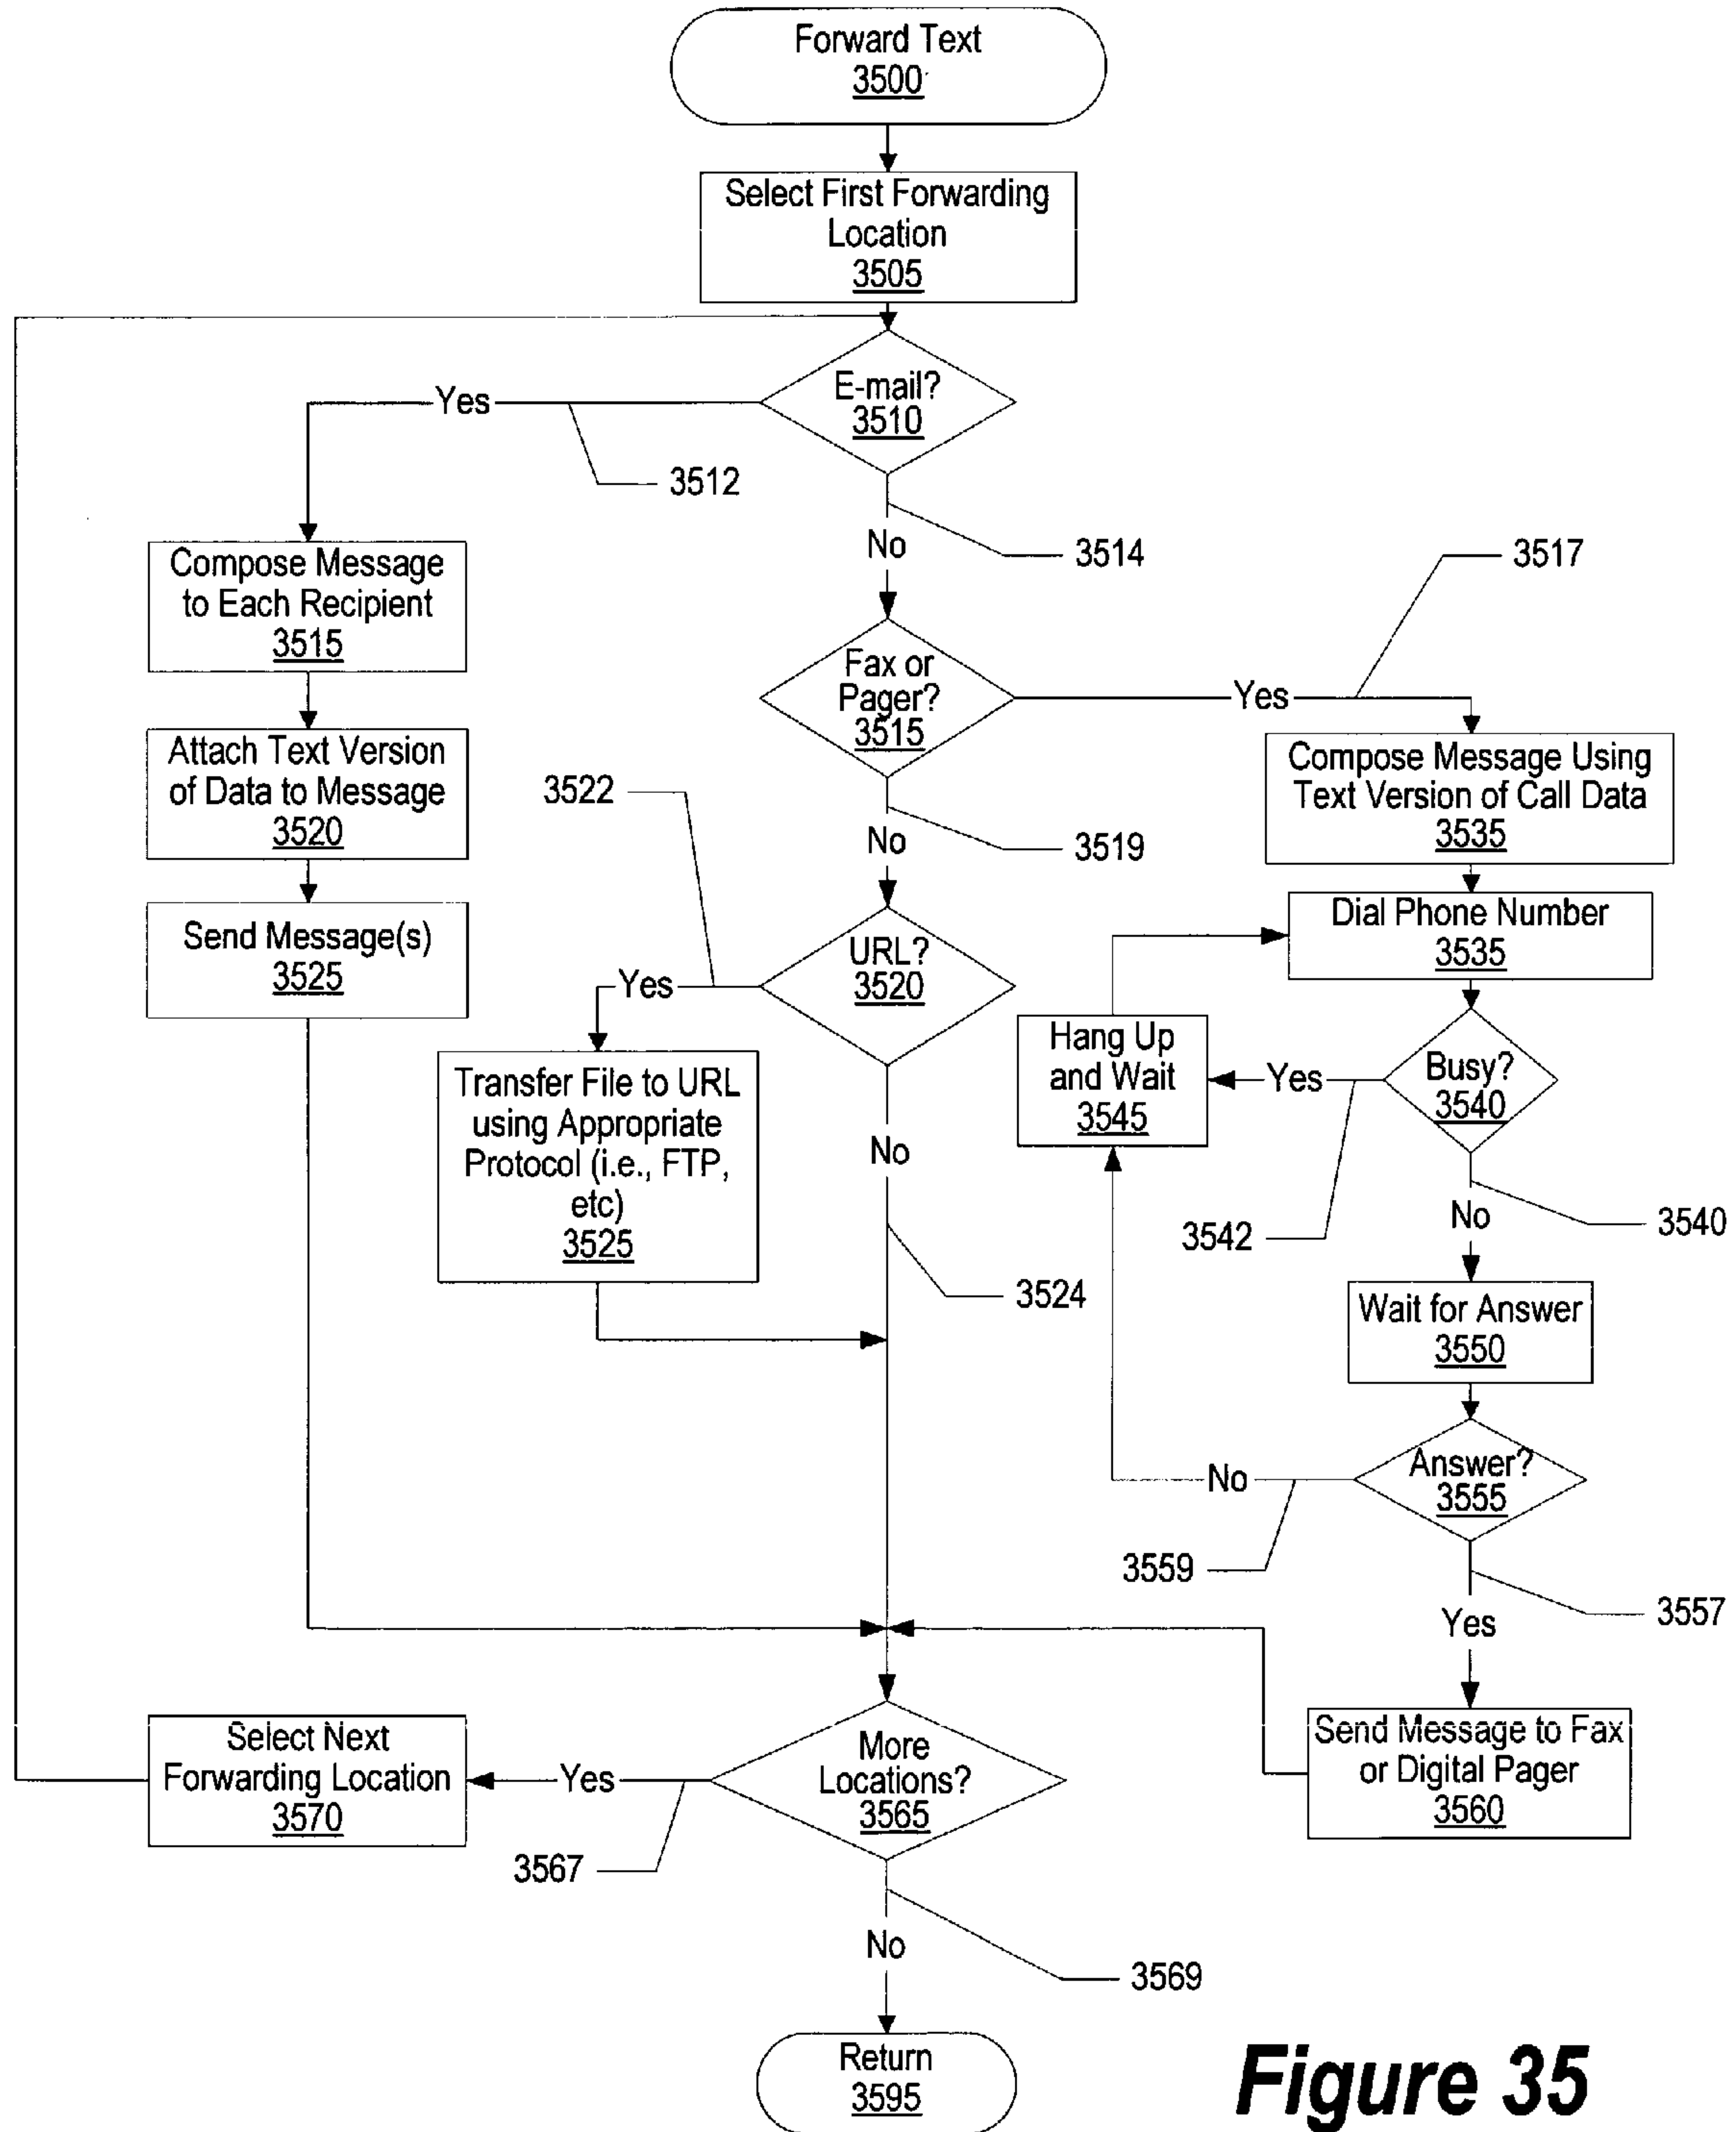 Forward Text
3500
Select First Forwarding
Location
3505
E-mail?
3510
Yes
3512
No
3514
Compose Message
to Each Recipient
3515
Attach Text Version
of Data to Message
3520
Send Message(s)
3525
Fax or
Pager?
3515
Yes
3517
No
3519
Compose Message Using
Text Version of Call Data
3535
Dial Phone Number
3535
URL?
3520
3522
Yes
Transfer File to URL
using Appropriate
Protocol (i.e., FTP,
etc)
3525
No
3524
Busy?
3540
Yes
3542
Hang Up
and Wait
3545
No
3540
Wait for Answer
3550
Answer?
3555
No
3559
Yes
3557
Send Message to Fax
or Digital Pager
3560
More
Locations?
3565
Yes
3567
Select Next
Forwarding Location
3570
No
3569
Return
3595
Figure 35